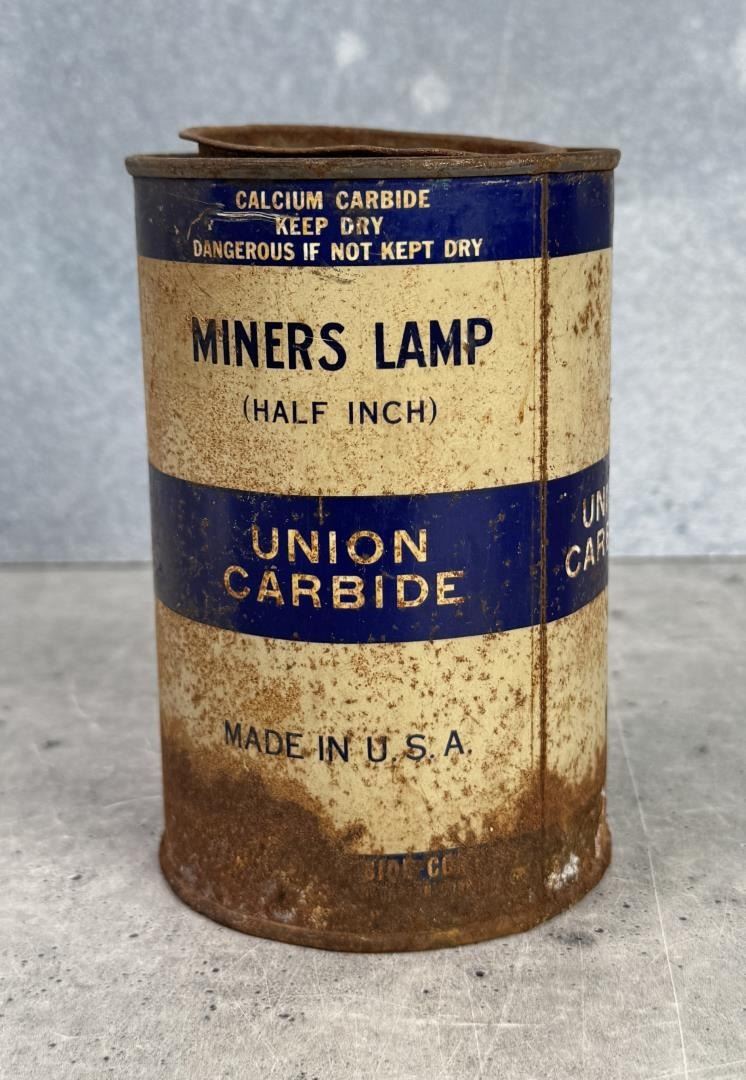 CALCIUM CARBIDE
KEEP DRY
DANGEROUS IF NOT KEPT DRY
MINERS LAMP
(HALF INCH)
UNION
CARBIDE
MADE IN U.S.A.